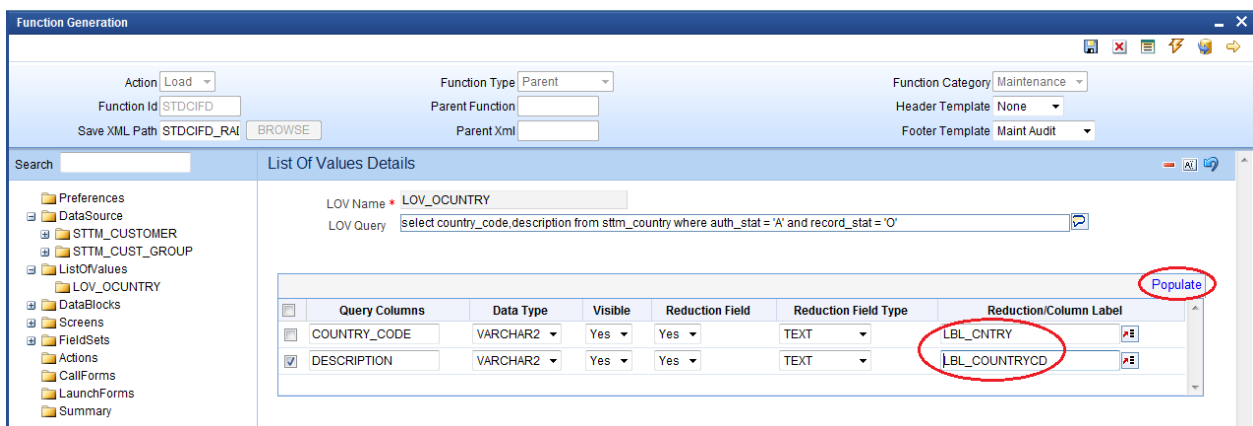 Function Generation
Action Load Function Type Parent Function Category Maintenance
Function Id STDCIFD Parent Function Header Template None
Save XML Path STDCIFD_RAI BROWSE Parent Xml Footer Template Maint Audit
Search List Of Values Details
Preferences
DataSource
STTM_CUSTOMER
STTM_CUST_GROUP
ListOfValues
LOV_OCUNTRY
DataBlocks
Screens
FieldSets
Actions
CallForms
LaunchForms
Summary
LOV Name * LOV_OCUNTRY
LOV Query select country_code,description from sttm_country where auth_stat = 'A' and record_stat = 'O'
Populate
Query Columns Data Type Visible Reduction Field Reduction Field Type Reduction/Column Label
COUNTRY_CODE VARCHAR2 Yes Yes TEXT LBL_CNTRY
DESCRIPTION VARCHAR2 Yes Yes TEXT LBL_COUNTRYCD